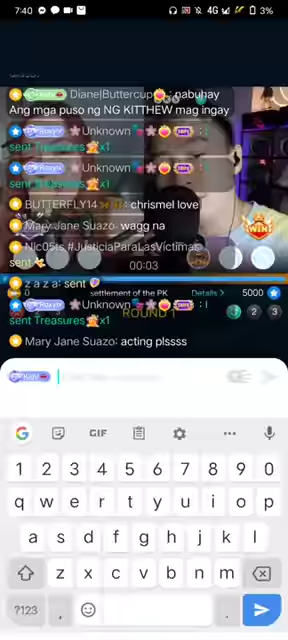 7:40
4G
3%
Diane|Buttercup : nabuhay
Ang mga puso ng NG KITTHEW mag ingay
Unknown : I
sent Treasures x1
Unknown : I
sent Treasures x1
BUTTERFLY14 : chrismel love
WIN
Mary Jane Suazo: wagg na
Nic05ts #JusticiaParaLasVictimas
sent
00:03
z a z a: sent
0
settlement of the PK
Details >
5000
Unknown : I
sent Treasures x1
ROUND 1
2
3
Mary Jane Suazo: acting plssss
G
GIF
1 2 3 4 5 6 7 8 9 0
q w e r t y u i o p
a s d f g h j k l
z x c v b n m
?123 , .